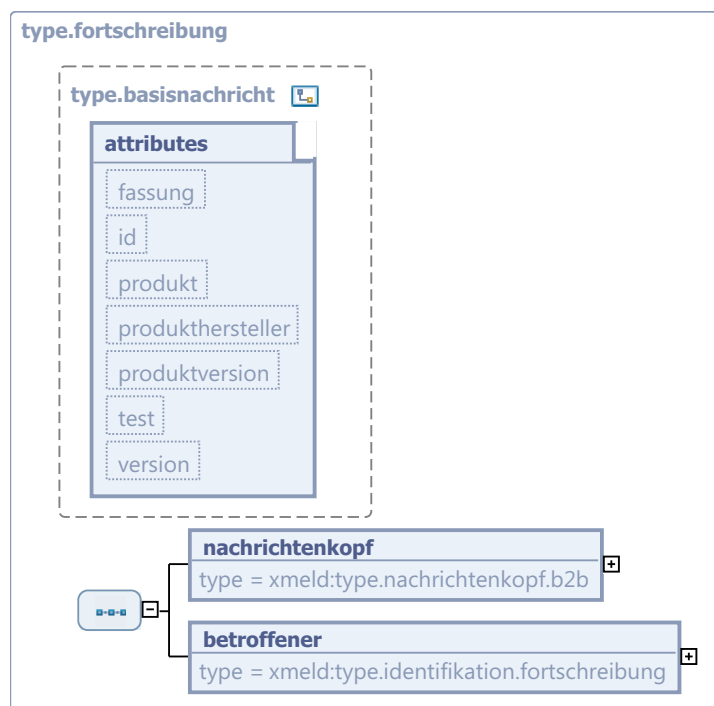 type.fortschreibung
type.basisnachricht
attributes
fassung
id
produkt
produkthersteller
produktversion
test
version
nachrichtenkopf
type = xmeld:type.nachrichtenkopf.b2b
betroffener
type = xmeld:type.identifikation.fortschreibung